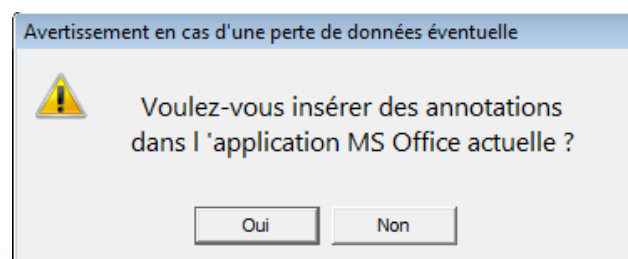 Avertissement en cas d'une perte de données éventuelle
Voulez-vous insérer des annotations
dans l 'application MS Office actuelle ?
Oui Non